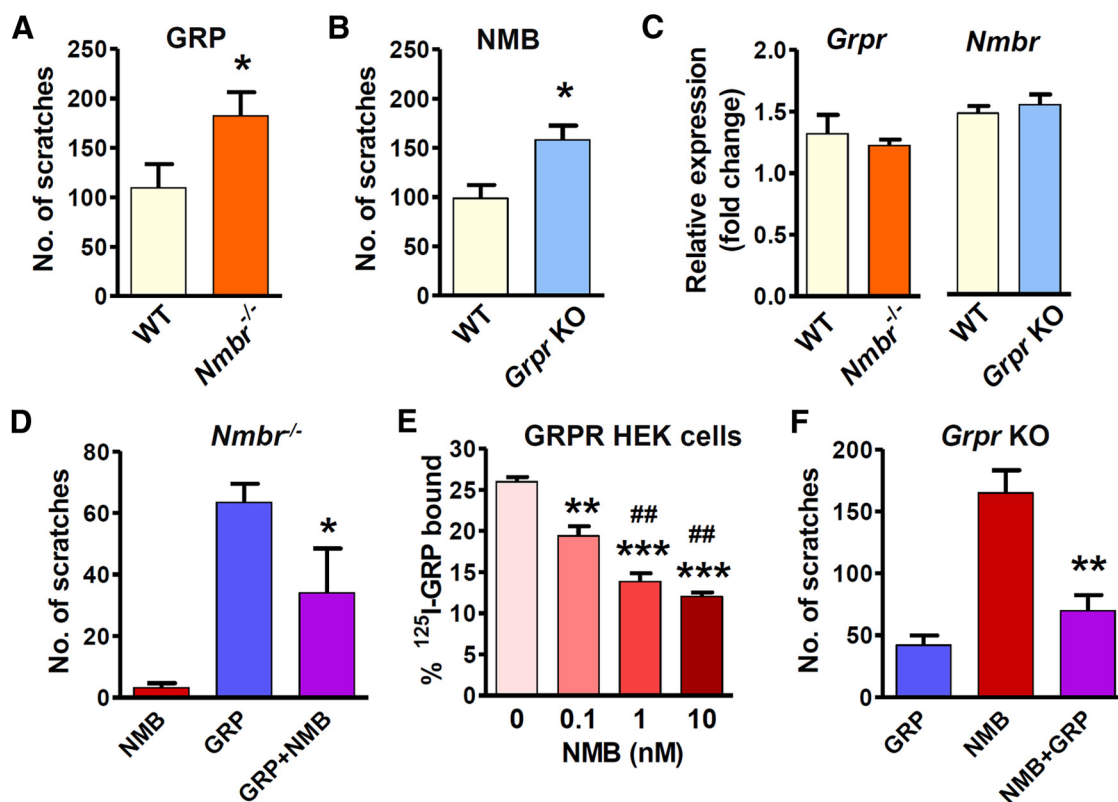 A
GRP
No. of scratches
250
200
150
100
50
0
*
WT
Nmbr-/-
B
NMB
No. of scratches
250
200
150
100
50
0
*
WT
Grpr KO
C
Grpr
Nmbr
Relative expression
(fold change)
2.0
1.5
1.0
0.5
0.0
WT
Nmbr-/-
WT
Grpr KO
D
Nmbr-/-
No. of scratches
80
60
40
20
0
*
NMB
GRP
GRP+NMB
E
GRPR HEK cells
% 125I-GRP bound
30
25
20
15
10
5
0
**
##
***
##
***
0 0.1 1 10
NMB (nM)
F
Grpr KO
No. of scratches
200
150
100
50
0
**
GRP
NMB
NMB+GRP